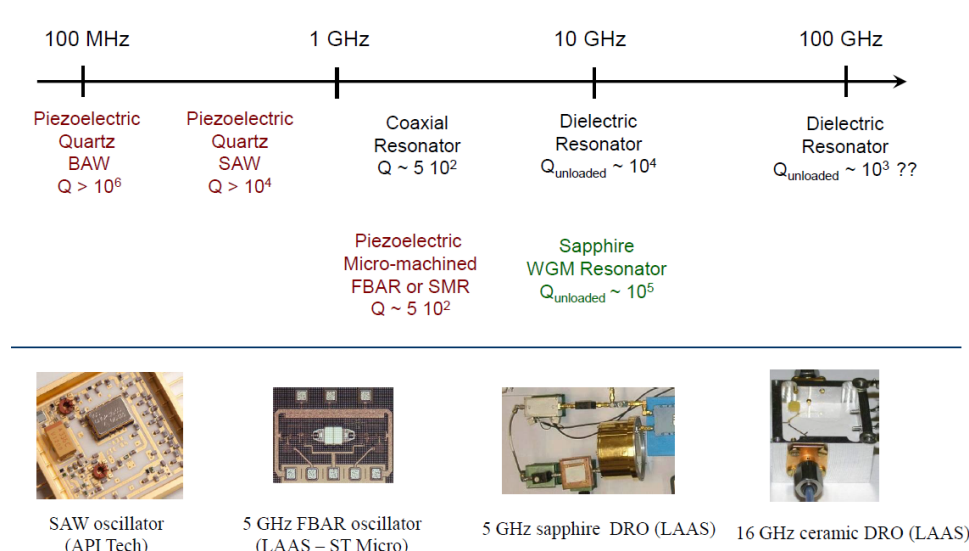 100 MHz
1 GHz
10 GHz
100 GHz
Piezoelectric
Quartz
BAW
Q > 10⁶
Piezoelectric
Quartz
SAW
Q > 10⁴
Coaxial
Resonator
Q ~ 5 10²
Dielectric
Resonator
Qunloaded ~ 10⁴
Dielectric
Resonator
Qunloaded ~ 10³ ??
Piezoelectric
Micro-machined
FBAR or SMR
Q ~ 5 10²
Sapphire
WGM Resonator
Qunloaded ~ 10⁵
SAW oscillator
(API Tech)
5 GHz FBAR oscillator
(LAAS – ST Micro)
5 GHz sapphire DRO (LAAS)
16 GHz ceramic DRO (LAAS)